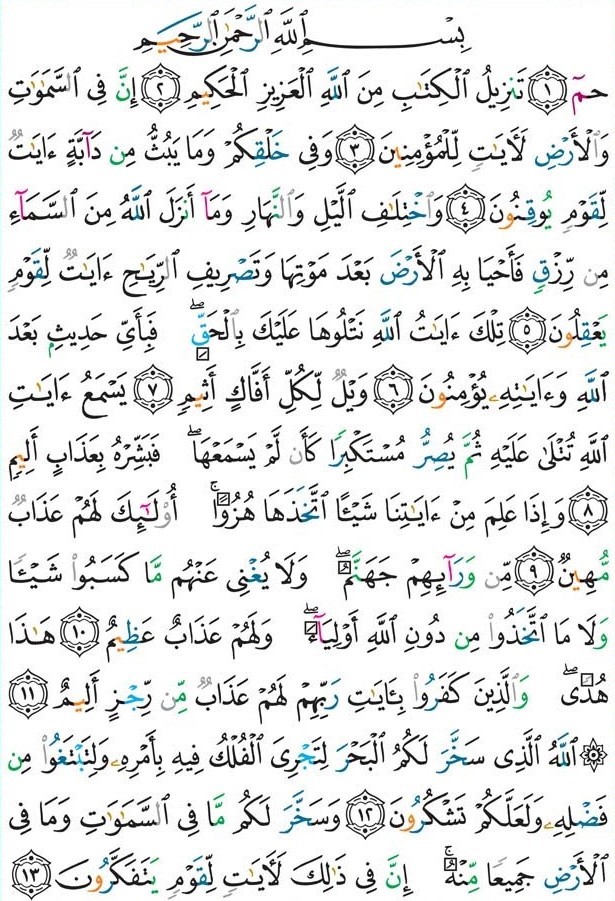 بِسْمِ ٱللَّهِ ٱلرَّحْمَٰنِ ٱلرَّحِيمِ
حمٓ ١ تَنزِيلُ ٱلْكِتَٰبِ مِنَ ٱللَّهِ ٱلْعَزِيزِ ٱلْحَكِيمِ ٢ إِنَّ فِى ٱلسَّمَٰوَٰتِ
وَٱلْأَرْضِ لَءَايَٰتٍ لِّلْمُؤْمِنِينَ ٣ وَفِى خَلْقِكُمْ وَمَا يَبُثُّ مِن دَآبَّةٍ ءَايَٰتٌ
لِّقَوْمٍ يُوقِنُونَ ٤ وَٱخْتِلَٰفِ ٱلَّيْلِ وَٱلنَّهَارِ وَمَآ أَنزَلَ ٱللَّهُ مِنَ ٱلسَّمَآءِ
مِن رِّزْقٍ فَأَحْيَا بِهِ ٱلْأَرْضَ بَعْدَ مَوْتِهَا وَتَصْرِيفِ ٱلرِّيَٰحِ ءَايَٰتٌ لِّقَوْمٍ
يَعْقِلُونَ ٥ تِلْكَ ءَايَٰتُ ٱللَّهِ نَتْلُوهَا عَلَيْكَ بِٱلْحَقِّ ۖ فَبِأَىِّ حَدِيثٍۭ بَعْدَ
ٱللَّهِ وَءَايَٰتِهِۦ يُؤْمِنُونَ ٦ وَيْلٌ لِّكُلِّ أَفَّاكٍ أَثِيمٍ ٧ يَسْمَعُ ءَايَٰتِ
ٱللَّهِ تُتْلَىٰ عَلَيْهِ ثُمَّ يُصِرُّ مُسْتَكْبِرًا كَأَن لَّمْ يَسْمَعْهَا ۖ فَبَشِّرْهُ بِعَذَابٍ أَلِيمٍ
٨ وَإِذَا عَلِمَ مِنْ ءَايَٰتِنَا شَيْـًٔا ٱتَّخَذَهَا هُزُوًا ۚ أُو۟لَٰٓئِكَ لَهُمْ عَذَابٌ
مُّهِينٌ ٩ مِّن وَرَآئِهِمْ جَهَنَّمُ ۖ وَلَا يُغْنِى عَنْهُم مَّا كَسَبُوا۟ شَيْـًٔا
وَلَا مَا ٱتَّخَذُوا۟ مِن دُونِ ٱللَّهِ أَوْلِيَآءَ ۖ وَلَهُمْ عَذَابٌ عَظِيمٌ ١٠ هَٰذَا
هُدًى ۖ وَٱلَّذِينَ كَفَرُوا۟ بِـَٔايَٰتِ رَبِّهِمْ لَهُمْ عَذَابٌ مِّن رِّجْزٍ أَلِيمٌ ١١
۞ ٱللَّهُ ٱلَّذِى سَخَّرَ لَكُمُ ٱلْبَحْرَ لِتَجْرِىَ ٱلْفُلْكُ فِيهِ بِأَمْرِهِۦ وَلِتَبْتَغُوا۟ مِن
فَضْلِهِۦ وَلَعَلَّكُمْ تَشْكُرُونَ ١٢ وَسَخَّرَ لَكُم مَّا فِى ٱلسَّمَٰوَٰتِ وَمَا فِى
ٱلْأَرْضِ جَمِيعًا مِّنْهُ ۚ إِنَّ فِى ذَٰلِكَ لَءَايَٰتٍ لِّقَوْمٍ يَتَفَكَّرُونَ ١٣